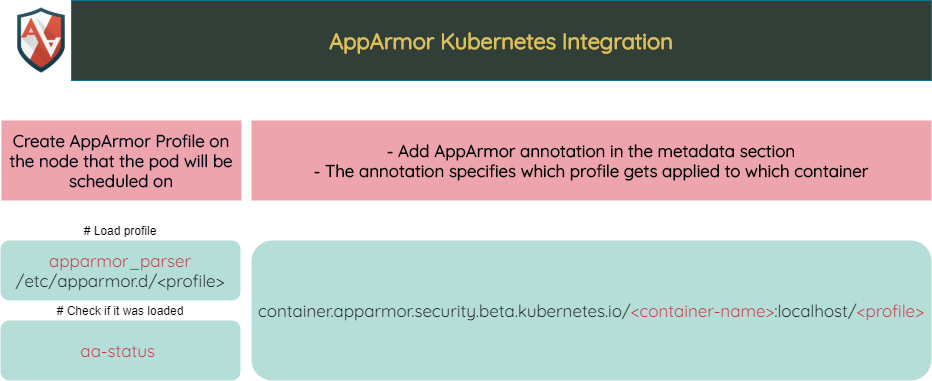 AppArmor Kubernetes Integration
Create AppArmor Profile on
the node that the pod will be
scheduled on
- Add AppArmor annotation in the metadata section
- The annotation specifies which profile gets applied to which container
# Load profile
apparmor_parser
/etc/apparmor.d/<profile>
# Check if it was loaded
aa-status
container.apparmor.security.beta.kubernetes.io/<container-name>:localhost/<profile>